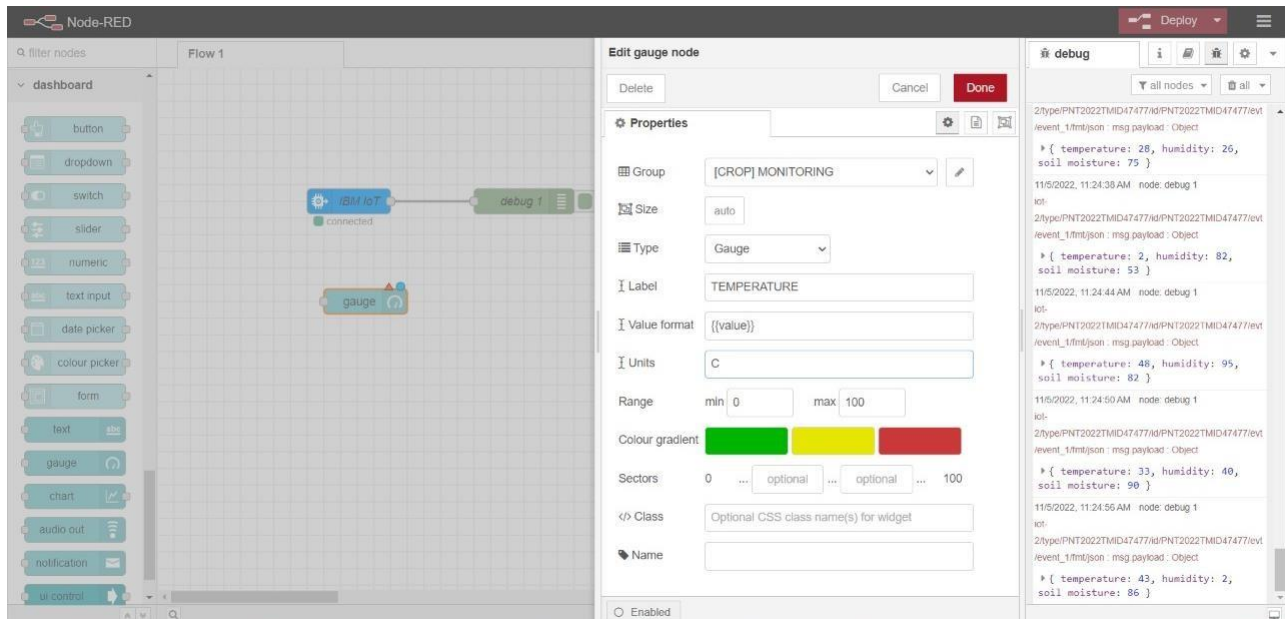 Node-RED
Deploy
filter nodes
dashboard
button
dropdown
switch
slider
numeric
text input
date picker
colour picker
form
text
abc
gauge
chart
audio out
notification
ui control
Flow 1
IBM IoT
connected
debug 1
gauge
Edit gauge node
Delete
Cancel
Done
Properties
Group
[CROP] MONITORING
Size
auto
Type
Gauge
Label
TEMPERATURE
Value format
{{value}}
Units
C
Range
min 0
max 100
Colour gradient
Sectors
0 ... optional ... optional ... 100
</> Class
Optional CSS class name(s) for widget
Name
Enabled
debug
i
all nodes
all
2/type/PNT2022TMID47477/id/PNT2022TMID47477/evt
/event_1/fmt/json : msg.payload : Object
{ temperature: 28, humidity: 26,
soil moisture: 75 }
11/5/2022, 11:24:38 AM node: debug 1
iot-
2/type/PNT2022TMID47477/id/PNT2022TMID47477/evt
/event_1/fmt/json : msg.payload : Object
{ temperature: 2, humidity: 82,
soil moisture: 53 }
11/5/2022, 11:24:44 AM node: debug 1
iot-
2/type/PNT2022TMID47477/id/PNT2022TMID47477/evt
/event_1/fmt/json : msg.payload : Object
{ temperature: 48, humidity: 95,
soil moisture: 82 }
11/5/2022, 11:24:50 AM node: debug 1
iot-
2/type/PNT2022TMID47477/id/PNT2022TMID47477/evt
/event_1/fmt/json : msg.payload : Object
{ temperature: 33, humidity: 40,
soil moisture: 90 }
11/5/2022, 11:24:56 AM node: debug 1
iot-
2/type/PNT2022TMID47477/id/PNT2022TMID47477/evt
/event_1/fmt/json : msg.payload : Object
{ temperature: 43, humidity: 2,
soil moisture: 86 }